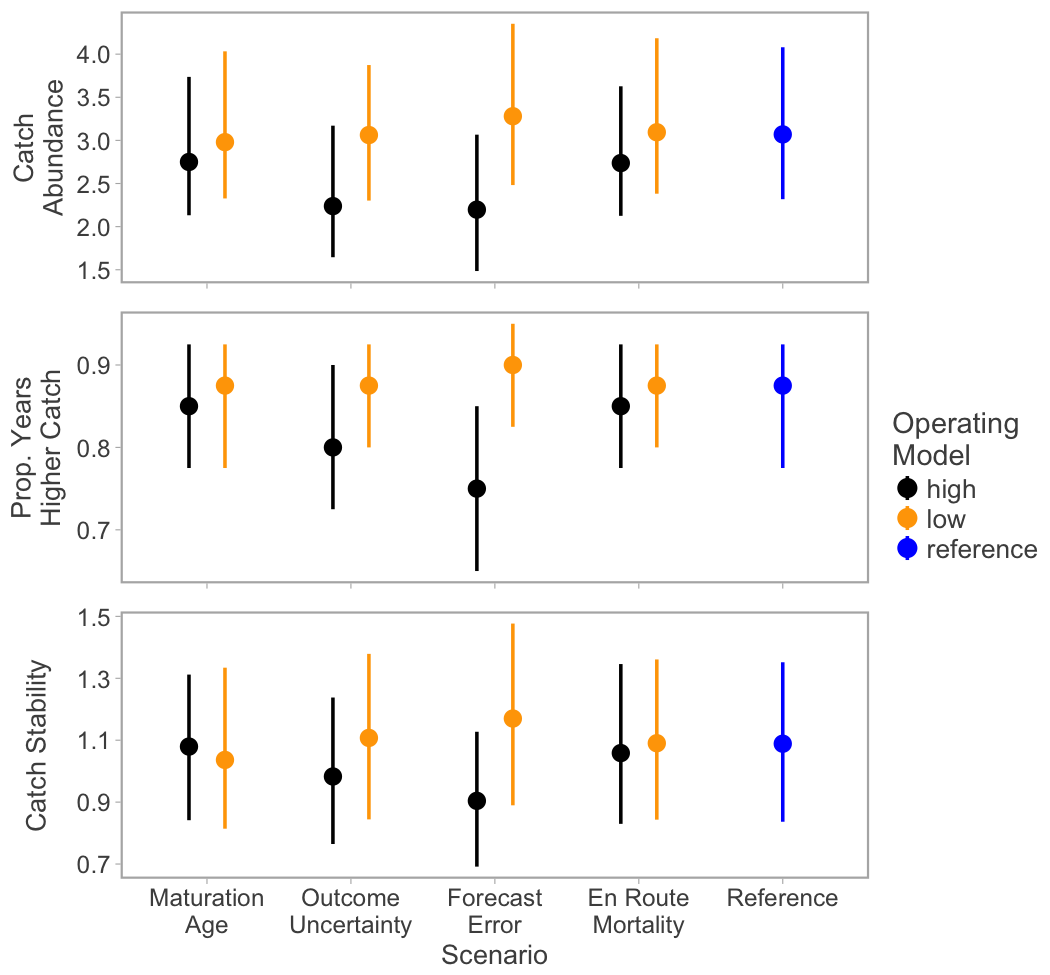 Catch
Abundance
4.0
3.5
3.0
2.5
2.0
1.5
Prop. Years
Higher Catch
0.9
0.8
0.7
Catch Stability
1.5
1.3
1.1
0.9
0.7
Maturation
Age
Outcome
Uncertainty
Forecast
Error
En Route
Mortality
Reference
Scenario
Operating
Model
high
low
reference